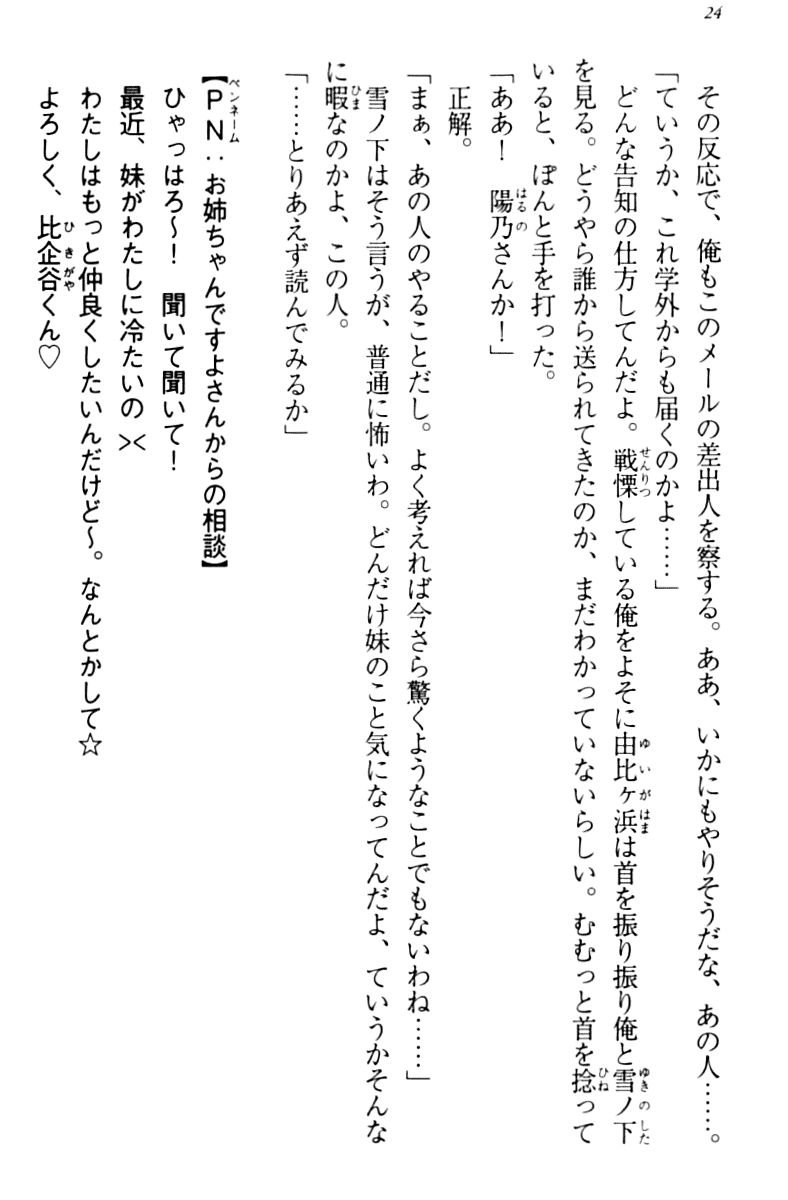 24
その反応で、俺もこのメールの差出人を察する。ああ、いかにもやりそうだな、あの人……。
「ていうか、これ学外からも届くのかよ……」
どんな告知の仕方してんだよ。戦慄している俺をよそに由比ヶ浜は首を振り振り俺と雪ノ下
を見る。どうやら誰から送られてきたのか、まだわかっていないらしい。むむっと首を捻って
いると、ぽんと手を打った。
「ああ！　陽乃さんか！」
正解。
「まぁ、あの人のやることだし。よく考えれば今さら驚くようなことでもないわね……」
雪ノ下はそう言うが、普通に怖いわ。どんだけ妹のこと気になってんだよ、ていうかそんな
に暇なのかよ、この人。
「……とりあえず読んでみるか」
【ＰＮ：お姉ちゃんですよさんからの相談】
ひゃっはろ～！　聞いて聞いて！
最近、妹がわたしに冷たいの ><
わたしはもっと仲良くしたいんだけど～。なんとかして☆
よろしく、比企谷くん♡